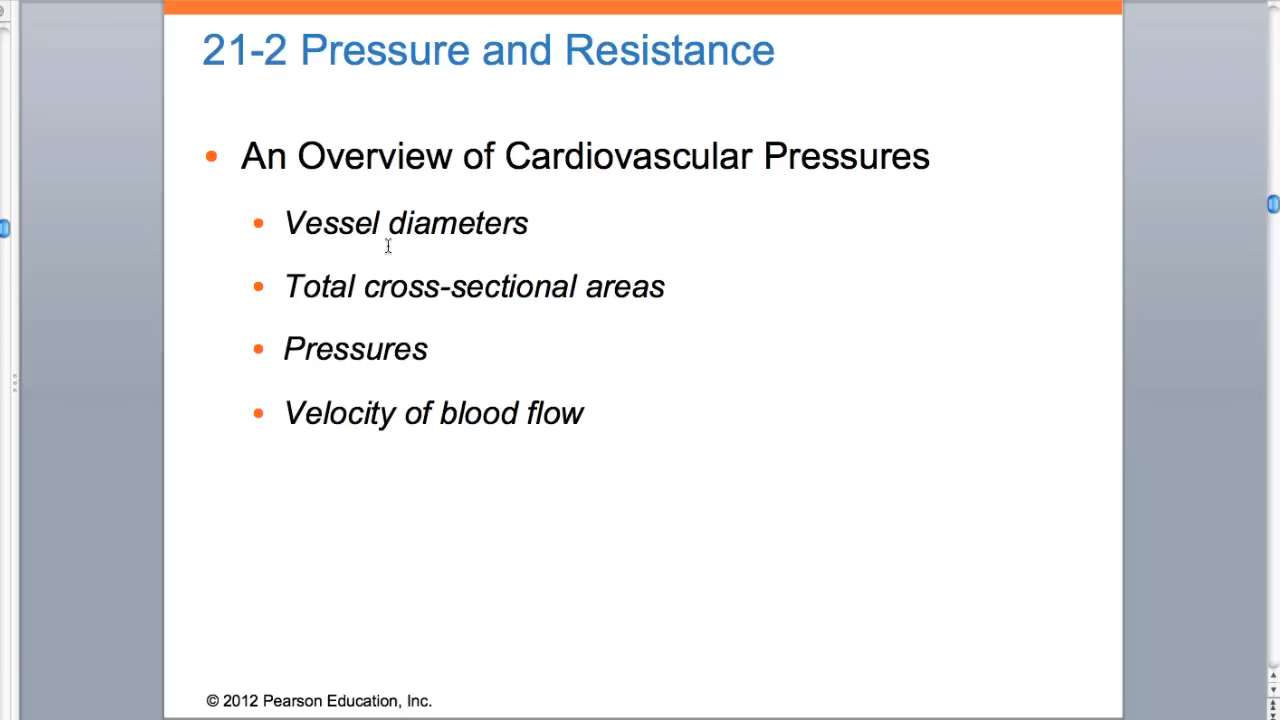 21-2 Pressure and Resistance
• An Overview of Cardiovascular Pressures
• Vessel diameters
• Total cross-sectional areas
• Pressures
• Velocity of blood flow
© 2012 Pearson Education, Inc.